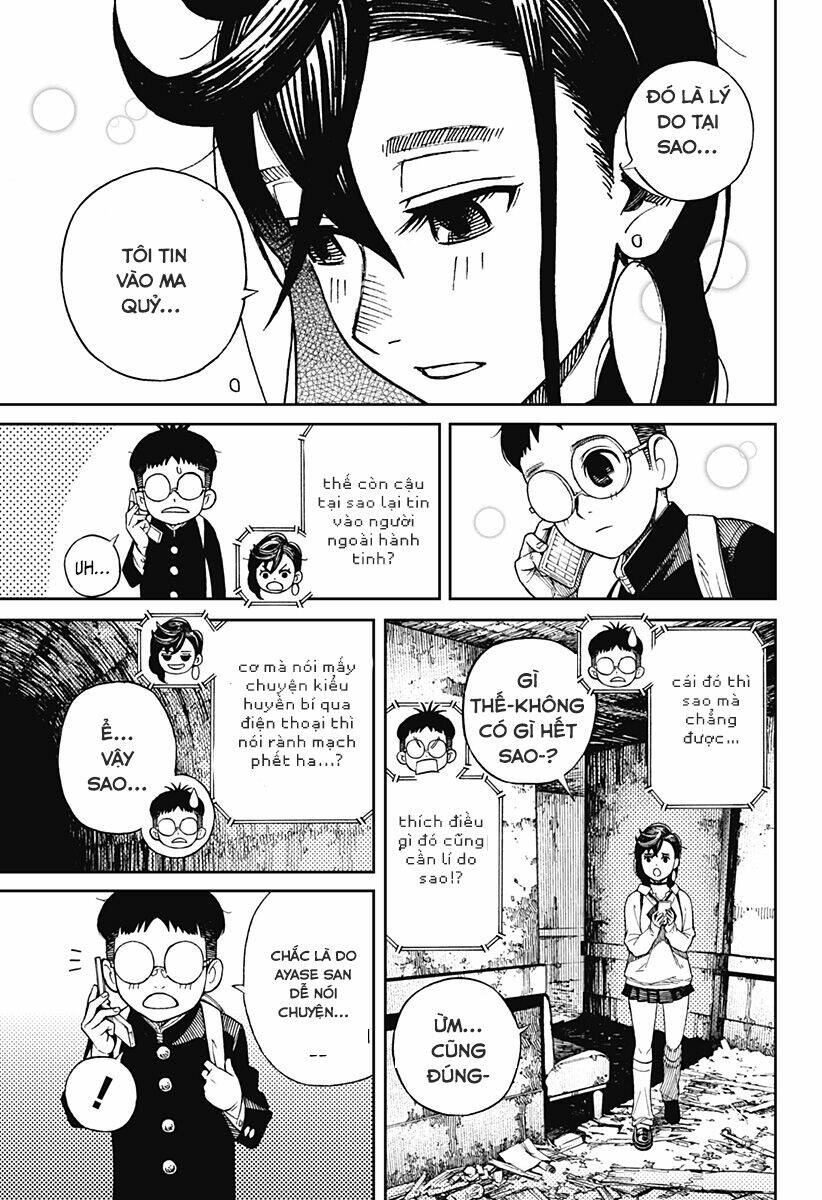 ĐÓ LÀ LÝ
DO TẠI
SAO...
TÔI TIN
VÀO MA
QUỶ...
thế còn cậu
tại sao lại tin
vào người
ngoài hành
tinh?
UH...
cái đó thì
sao mà
chẳng
được...
GÌ
THẾ-KHÔNG
CÓ GÌ HẾT
SAO-?
thích điều
gì đó cũng
cần lí do
sao!?
ỪM...
CŨNG
ĐÚNG-
cơ mà nói mấy
chuyện kiểu
huyền bí qua
điện thoại thì
nói rành mạch
phết ha...?
Ể...
VẬY
SAO...
CHẮC LÀ DO
AYASE SAN
DỄ NÓI
CHUYỆN...
!